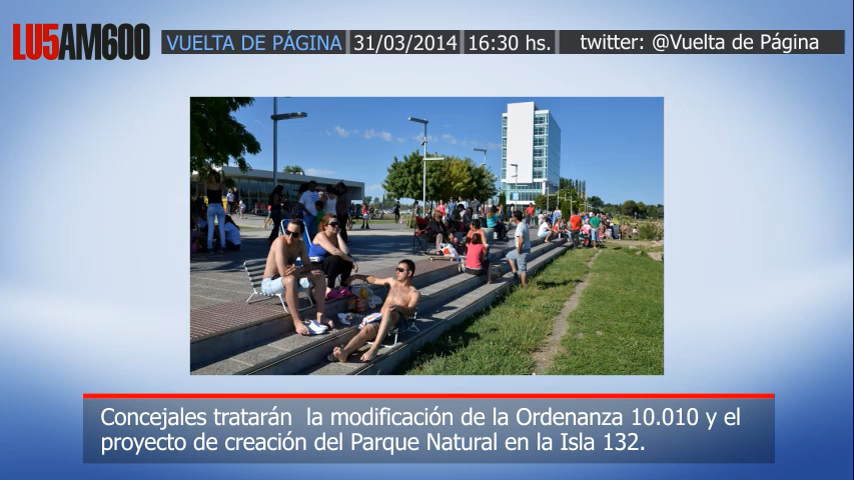 LU5AM600 VUELTA DE PÁGINA 31/03/2014 16:30 hs. twitter: @Vuelta de Página
Concejales tratarán la modificación de la Ordenanza 10.010 y el
proyecto de creación del Parque Natural en la Isla 132.